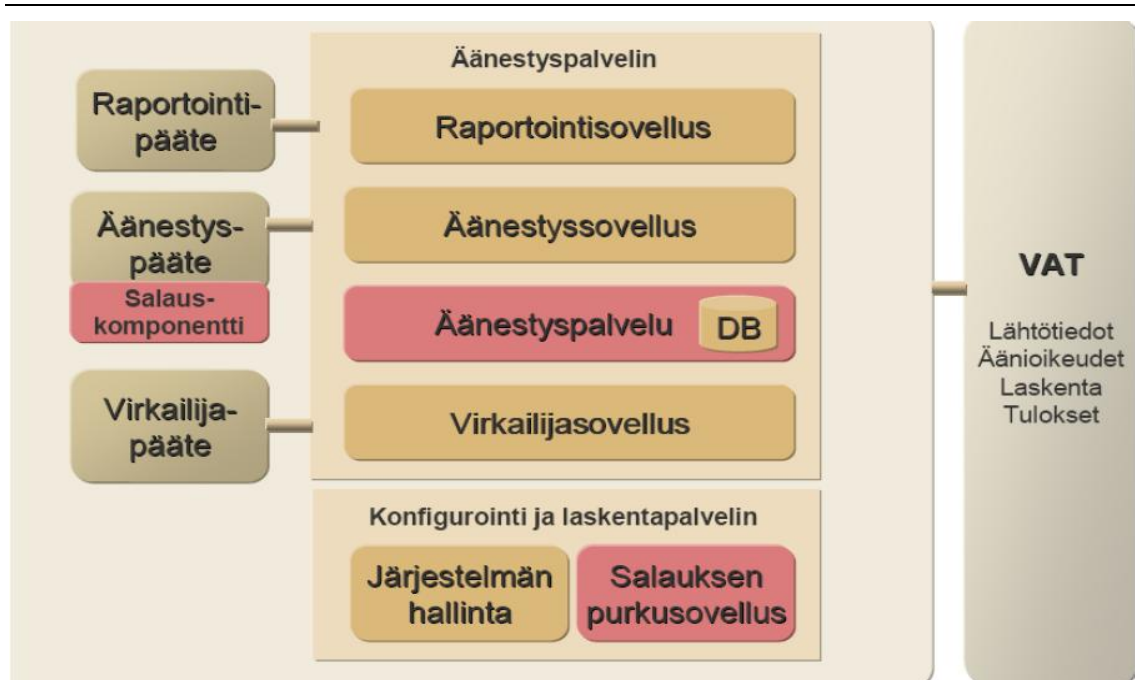 Äänestyspalvelin
Raportointi-
pääte
Raportointisovellus
Äänestys-
pääte
Salaus-
komponentti
Äänestyssovellus
Äänestyspalvelu
DB
Virkailija-
pääte
Virkailijasovellus
Konfigurointi ja laskentapalvelin
Järjestelmän
hallinta
Salauksen
purkusovellus
VAT
Lähtötiedot
Äänioikeudet
Laskenta
Tulokset